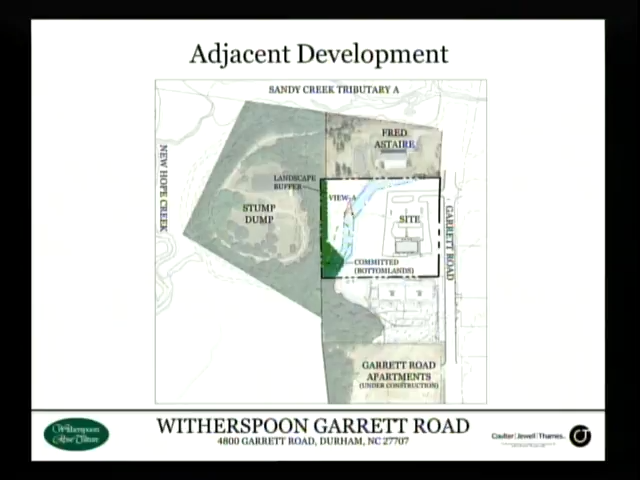 Adjacent Development
SANDY CREEK TRIBUTARY A
FRED
ASTAIRE
NEW HOPE CREEK
LANDSCAPE
BUFFER
VIEW-A
STUMP
DUMP
SITE
GARRETT ROAD
COMMITTED
(BOTTOMLANDS)
GARRETT ROAD
APARTMENTS
(UNDER CONSTRUCTION)
Witherspoon
Rose Culture
WITHERSPOON GARRETT ROAD
4800 GARRETT ROAD, DURHAM, NC 27707
Coulter Jewell Thames